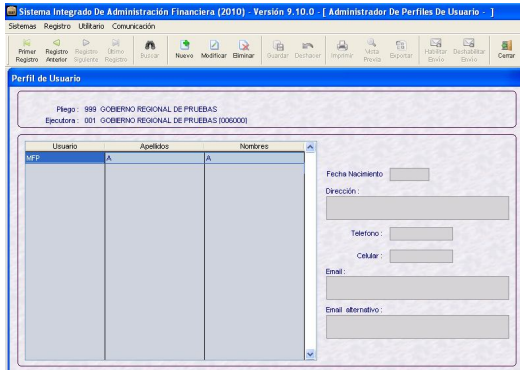 Sistema Integrado De Administración Financiera (2010) - Versión 9.10.0 - [ Administrador De Perfiles De Usuario - ]
Sistemas Registro Utilitario Comunicación
Primer Registro
Registro Anterior
Registro Siguiente
Último Registro
Buscar
Nuevo
Modificar
Eliminar
Guardar
Deshacer
Imprimir
Vista Previa
Exportar
Habilitar Envío
Deshabilitar Envío
Cerrar
Perfil de Usuario
Pliego : 999 GOBIERNO REGIONAL DE PRUEBAS
Ejecutora : 001 GOBIERNO REGIONAL DE PRUEBAS [006000]
Usuario Apellidos Nombres
MFP A A
Fecha Nacimiento
Dirección :
Telefono :
Celular :
Email :
Email alternativo :